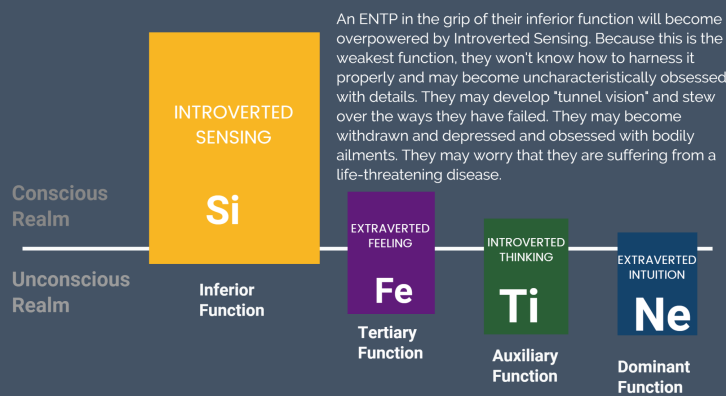 An ENTP in the grip of their inferior function will become
overpowered by Introverted Sensing. Because this is the
weakest function, they won't know how to harness it
properly and may become uncharacteristically obsessed
with details. They may develop "tunnel vision" and stew
over the ways they have failed. They may become
withdrawn and depressed and obsessed with bodily
ailments. They may worry that they are suffering from a
life-threatening disease.
INTROVERTED
SENSING
Si
Conscious
Realm
Unconscious
Realm
Inferior
Function
EXTRAVERTED
FEELING
Fe
Tertiary
Function
INTROVERTED
THINKING
Ti
Auxiliary
Function
EXTRAVERTED
INTUITION
Ne
Dominant
Function